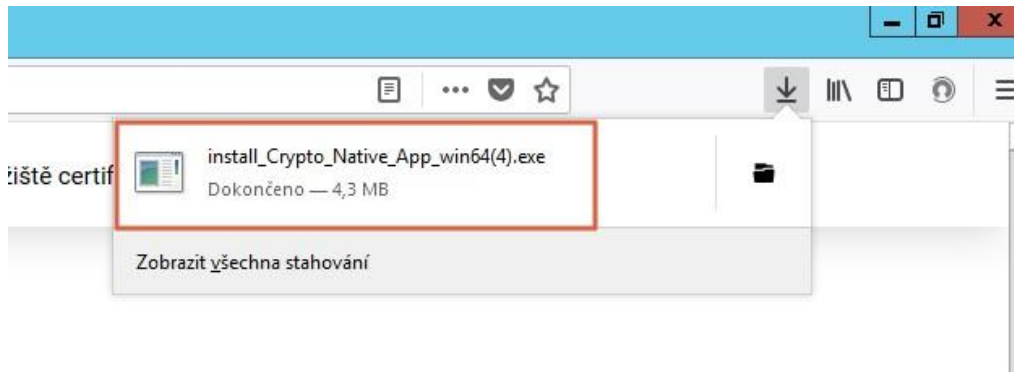 install_Crypto_Native_App_win64(4).exe
žiště certif
Dokončeno — 4,3 MB
Zobrazit všechna stahování